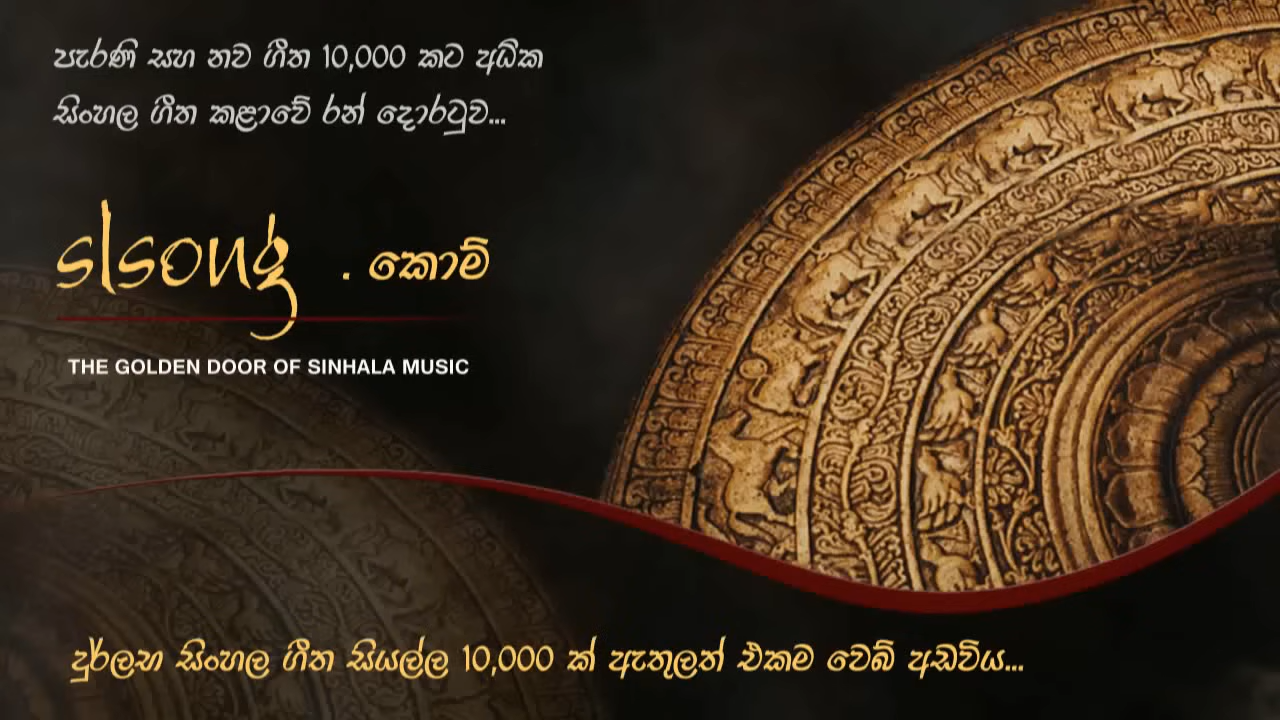 පැරණි සහ නව ගීත 10,000 කට අධික
සිංහල ගීත කළාවේ රන් දොරටුව...
slsong . කොම්
THE GOLDEN DOOR OF SINHALA MUSIC
දුර්ලභ සිංහල ගීත සියල්ල 10,000 ක් ඇතුලත් එකම වෙබ් අඩවිය...